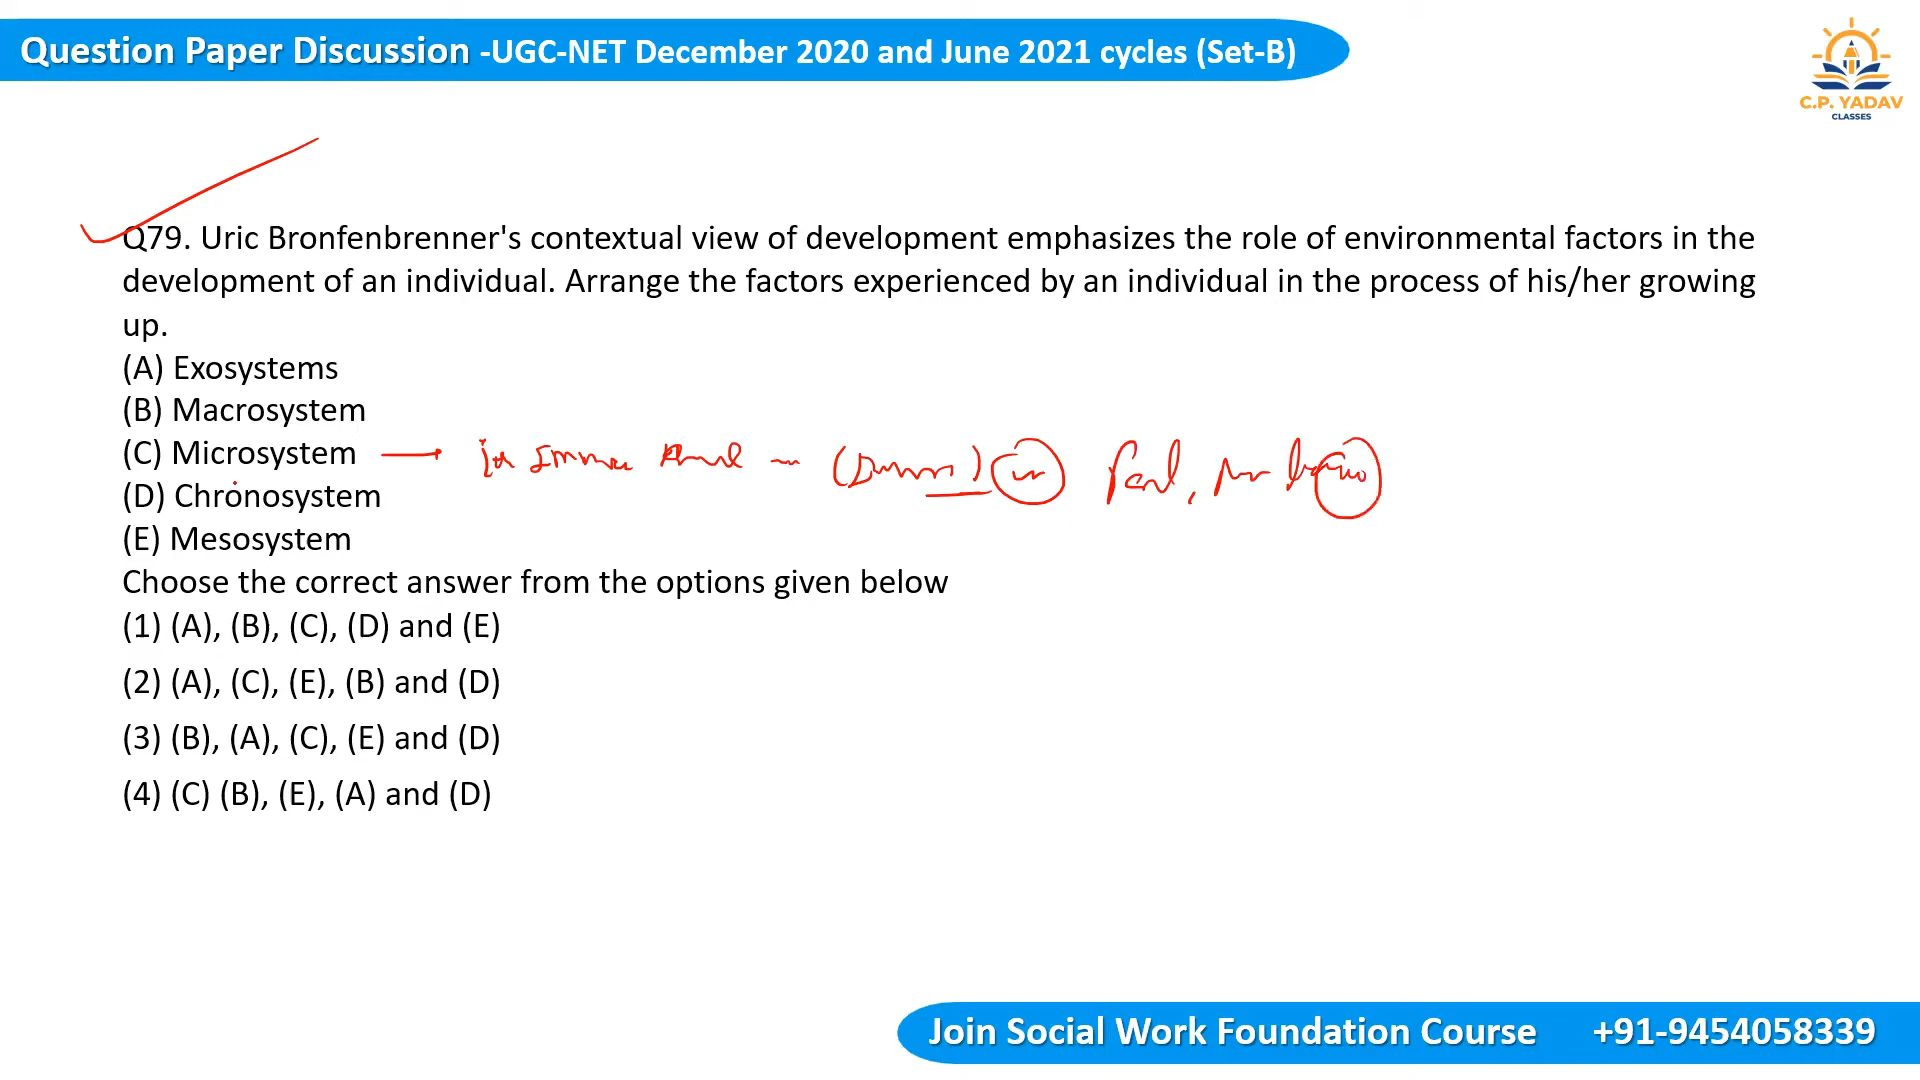 Question Paper Discussion -UGC-NET December 2020 and June 2021 cycles (Set-B)
C.P. YADAV
CLASSES
Q79. Uric Bronfenbrenner's contextual view of development emphasizes the role of environmental factors in the
development of an individual. Arrange the factors experienced by an individual in the process of his/her growing
up.
(A) Exosystems
(B) Macrosystem
(C) Microsystem
(D) Chronosystem
(E) Mesosystem
Choose the correct answer from the options given below
(1) (A), (B), (C), (D) and (E)
(2) (A), (C), (E), (B) and (D)
(3) (B), (A), (C), (E) and (D)
(4) (C) (B), (E), (A) and (D)
Join Social Work Foundation Course +91-9454058339